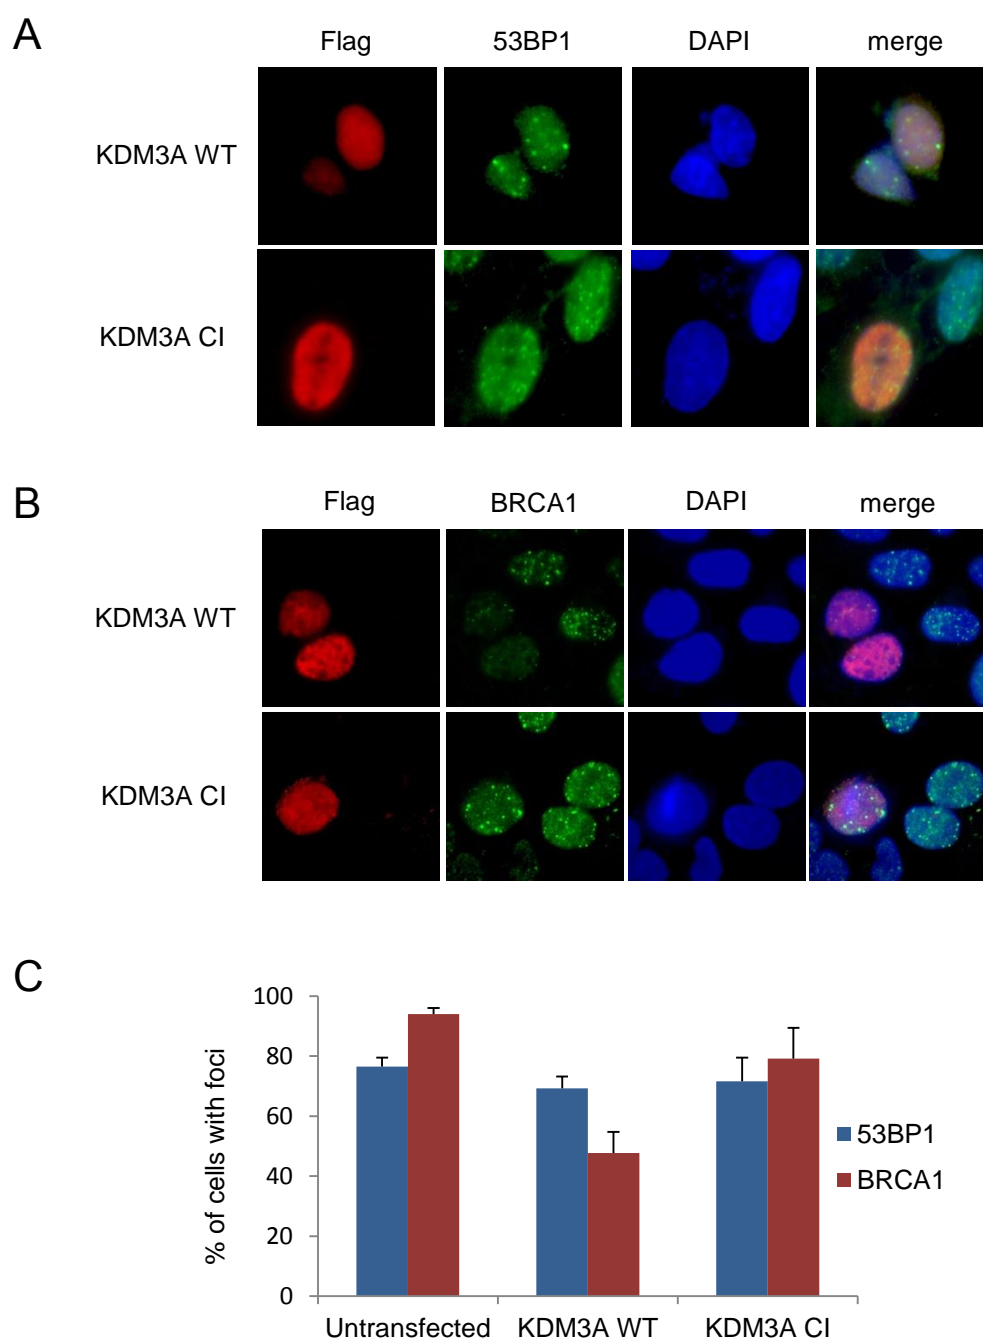 A
Flag 53BP1 DAPI merge
KDM3A WT
KDM3A CI
B
Flag BRCA1 DAPI merge
KDM3A WT
KDM3A CI
C
% of cells with foci
100
80
60
40
20
0
53BP1
BRCA1
Untransfected KDM3A WT KDM3A CI